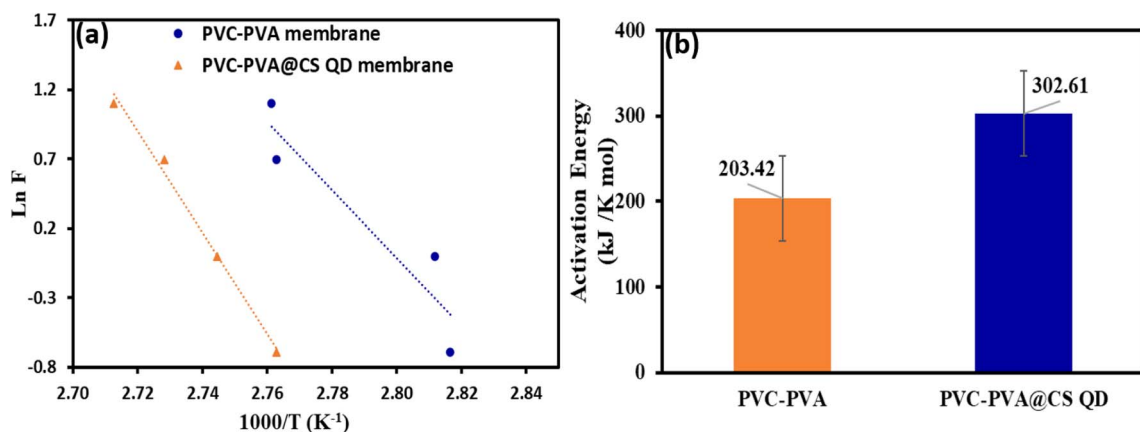 (a)
PVC-PVA membrane
PVC-PVA@CS QD membrane
1.7
1.2
0.7
0.2
-0.3
-0.8
Ln F
2.70 2.72 2.74 2.76 2.78 2.80 2.82 2.84
1000/T (K⁻¹)
(b)
400
300
200
100
0
Activation Energy
(kJ /K mol)
203.42
302.61
PVC-PVA PVC-PVA@CS QD